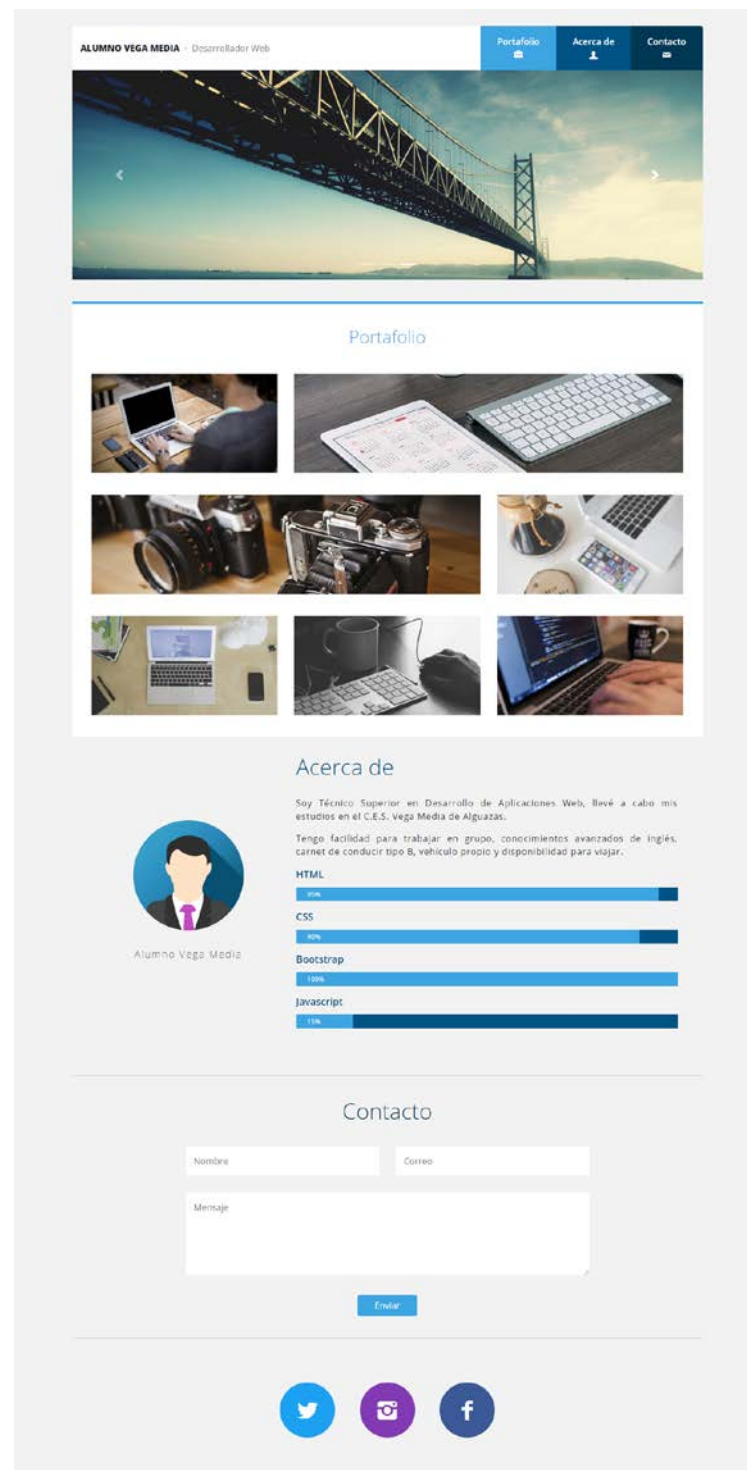 ALUMNO VEGA MEDIA - Desarrollador Web
Portafolio
Acerca de
Contacto
Portafolio
Acerca de
Soy Técnico Superior en Desarrollo de Aplicaciones Web, llevé a cabo mis
estudios en el C.E.S. Vega Media de Alguazas.
Tengo facilidad para trabajar en grupo, conocimientos avanzados de inglés,
carnet de conducir tipo B, vehículo propio y disponibilidad para viajar.
Alumno Vega Media
HTML
95%
CSS
90%
Bootstrap
100%
Javascript
15%
Contacto
Nombre
Correo
Mensaje
Enviar